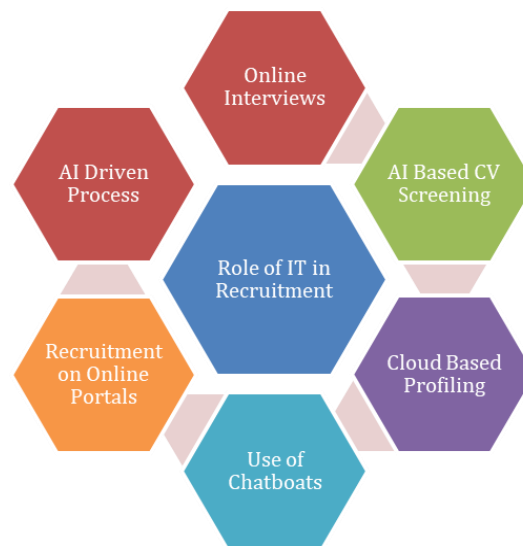 Online
Interviews
AI Driven
Process
AI Based CV
Screening
Role of IT in
Recruitment
Recruitment
on Online
Portals
Cloud Based
Profiling
Use of
Chatboats